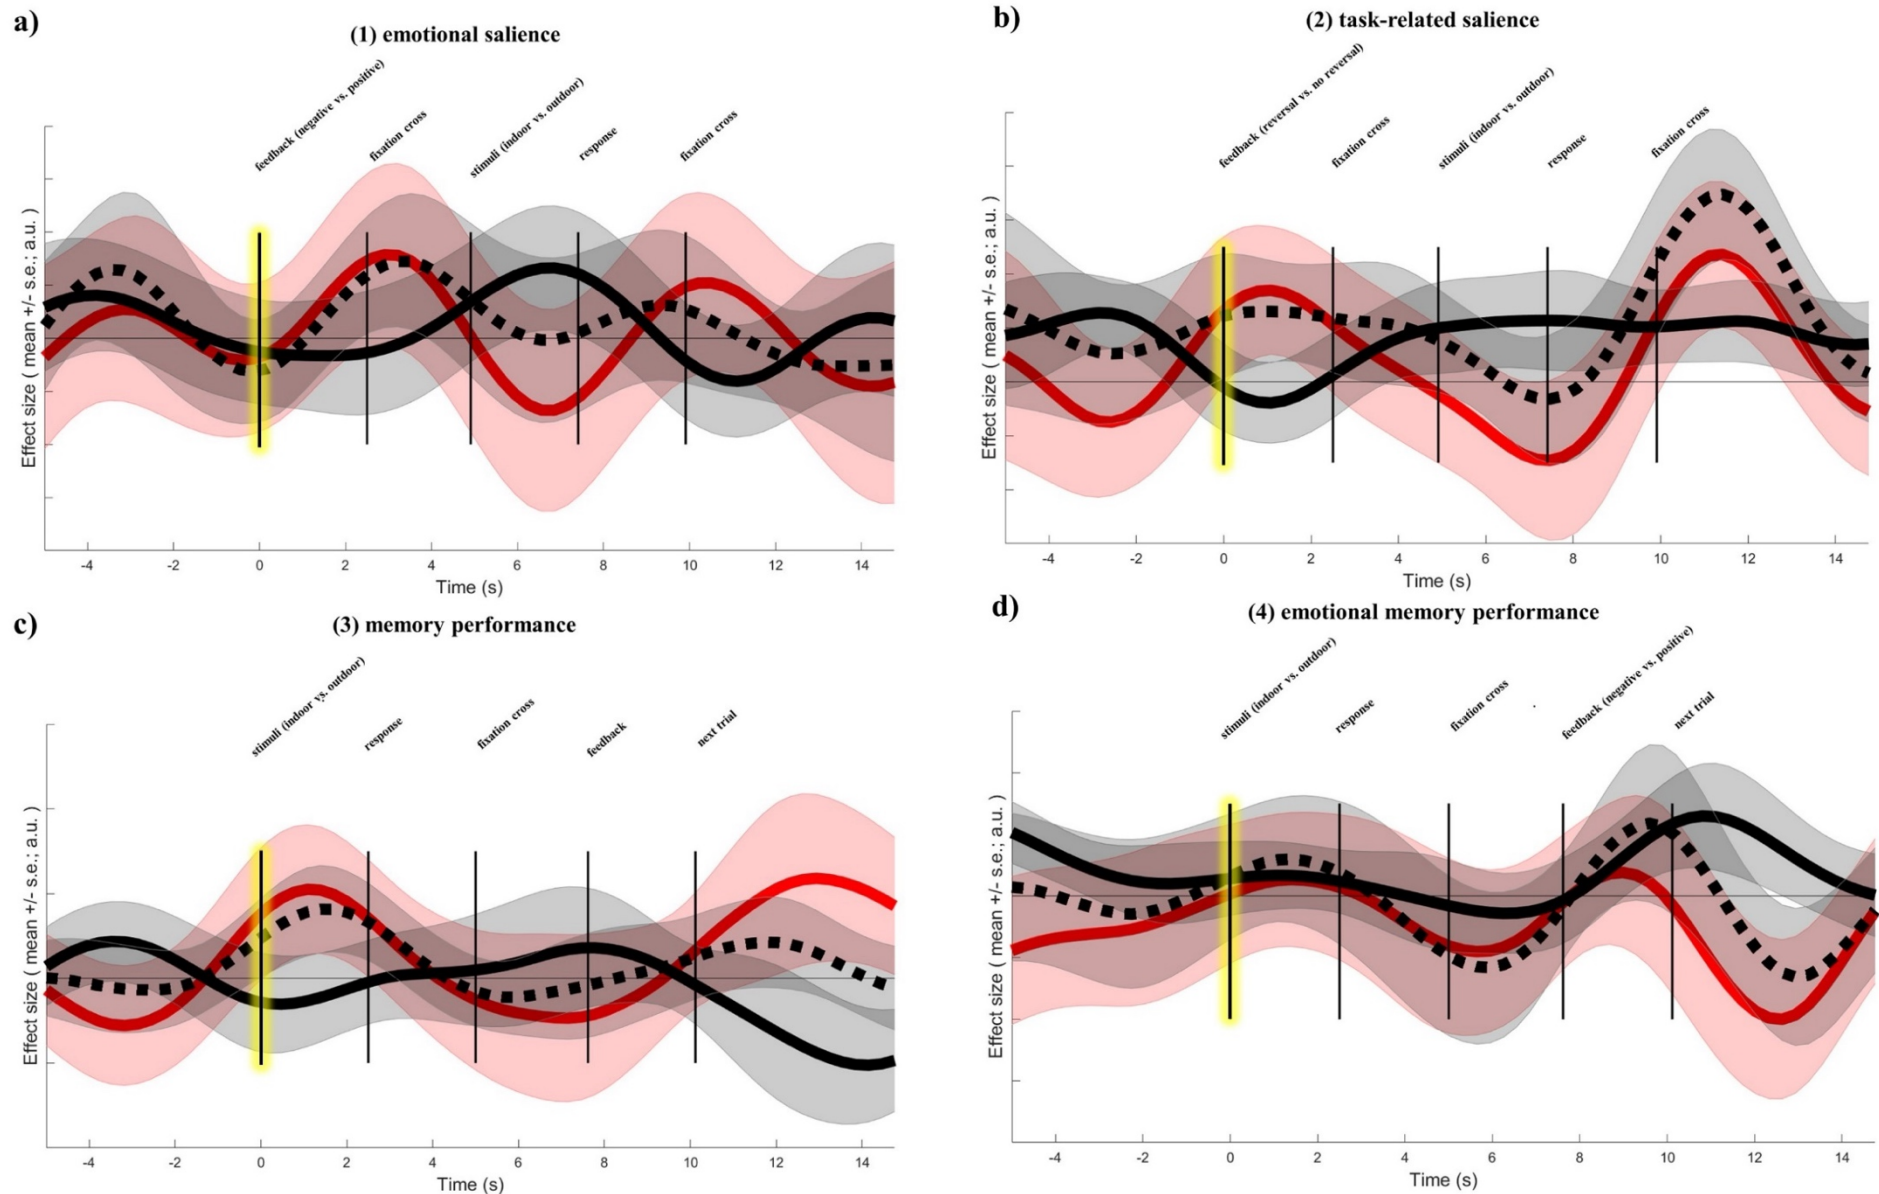 a)
(1) emotional salience
feedback (negative vs. positive)
fixation cross
stimuli (indoor vs. outdoor)
response
fixation cross
Effect size ( mean +/- s.e.; a.u. )
-4 -2 0 2 4 6 8 10 12 14
Time (s)
b)
(2) task-related salience
feedback (reversal vs. no reversal)
fixation cross
stimuli (indoor vs. outdoor)
response
fixation cross
Effect size ( mean +/- s.e.; a.u. )
-4 -2 0 2 4 6 8 10 12 14
Time (s)
c)
(3) memory performance
stimuli (indoor vs. outdoor)
response
fixation cross
feedback
next trial
Effect size ( mean +/- s.e.; a.u. )
-4 -2 0 2 4 6 8 10 12 14
Time (s)
d)
(4) emotional memory performance
stimuli (indoor vs. outdoor)
response
fixation cross
feedback (negative vs. positive)
next trial
Effect size ( mean +/- s.e.; a.u. )
-4 -2 0 2 4 6 8 10 12 14
Time (s)